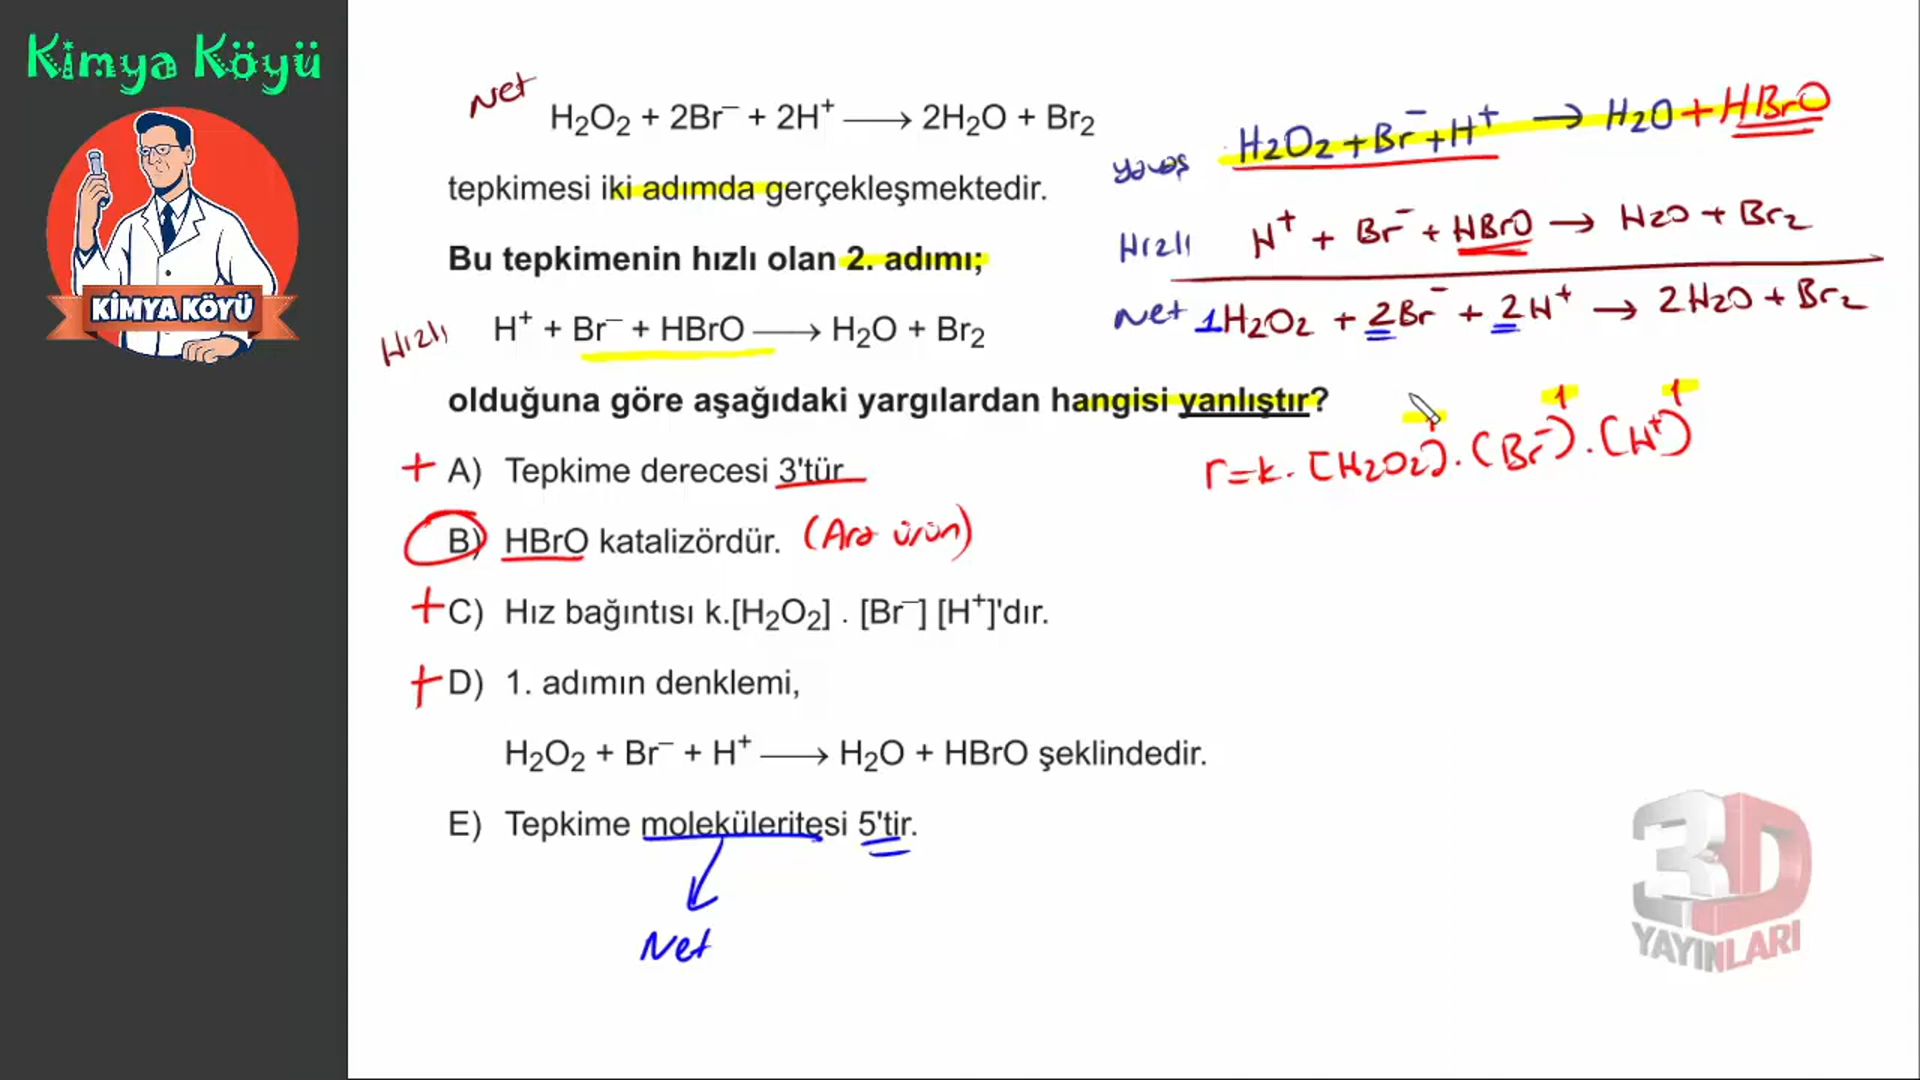 Kimya Köyü
KİMYA KÖYÜ
Net
H₂O₂ + 2Br⁻ + 2H⁺ ⟶ 2H₂O + Br₂
tepkimesi iki adımda gerçekleşmektedir.
Bu tepkimenin hızlı olan 2. adımı;
Hızlı
H⁺ + Br⁻ + HBrO ⟶ H₂O + Br₂
olduğuna göre aşağıdaki yargılardan hangisi yanlıştır?
+ A) Tepkime derecesi 3'tür
B) HBrO katalizördür. (Ara ürün)
+ C) Hız bağıntısı k.[H₂O₂] . [Br⁻] [H⁺]'dır.
+ D) 1. adımın denklemi,
H₂O₂ + Br⁻ + H⁺ ⟶ H₂O + HBrO şeklindedir.
E) Tepkime moleküleritesi 5'tir.
Net
yavaş H₂O₂ + Br⁻ + H⁺ → H₂O + HBrO
Hızlı H⁺ + Br⁻ + HBrO → H₂O + Br₂
Net 1H₂O₂ + 2Br⁻ + 2H⁺ → 2H₂O + Br₂
r = k. [H₂O₂]¹ . (Br⁻)¹ . [H⁺]¹
3D
YAYINLARI